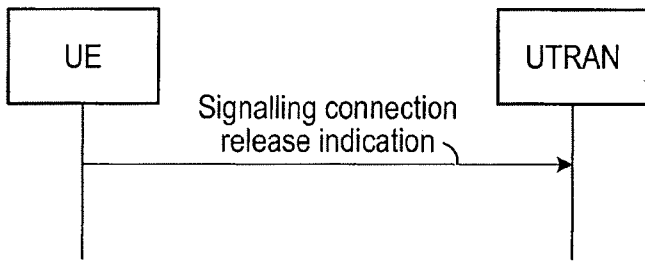 UE
UTRAN
Signalling connection
release indication